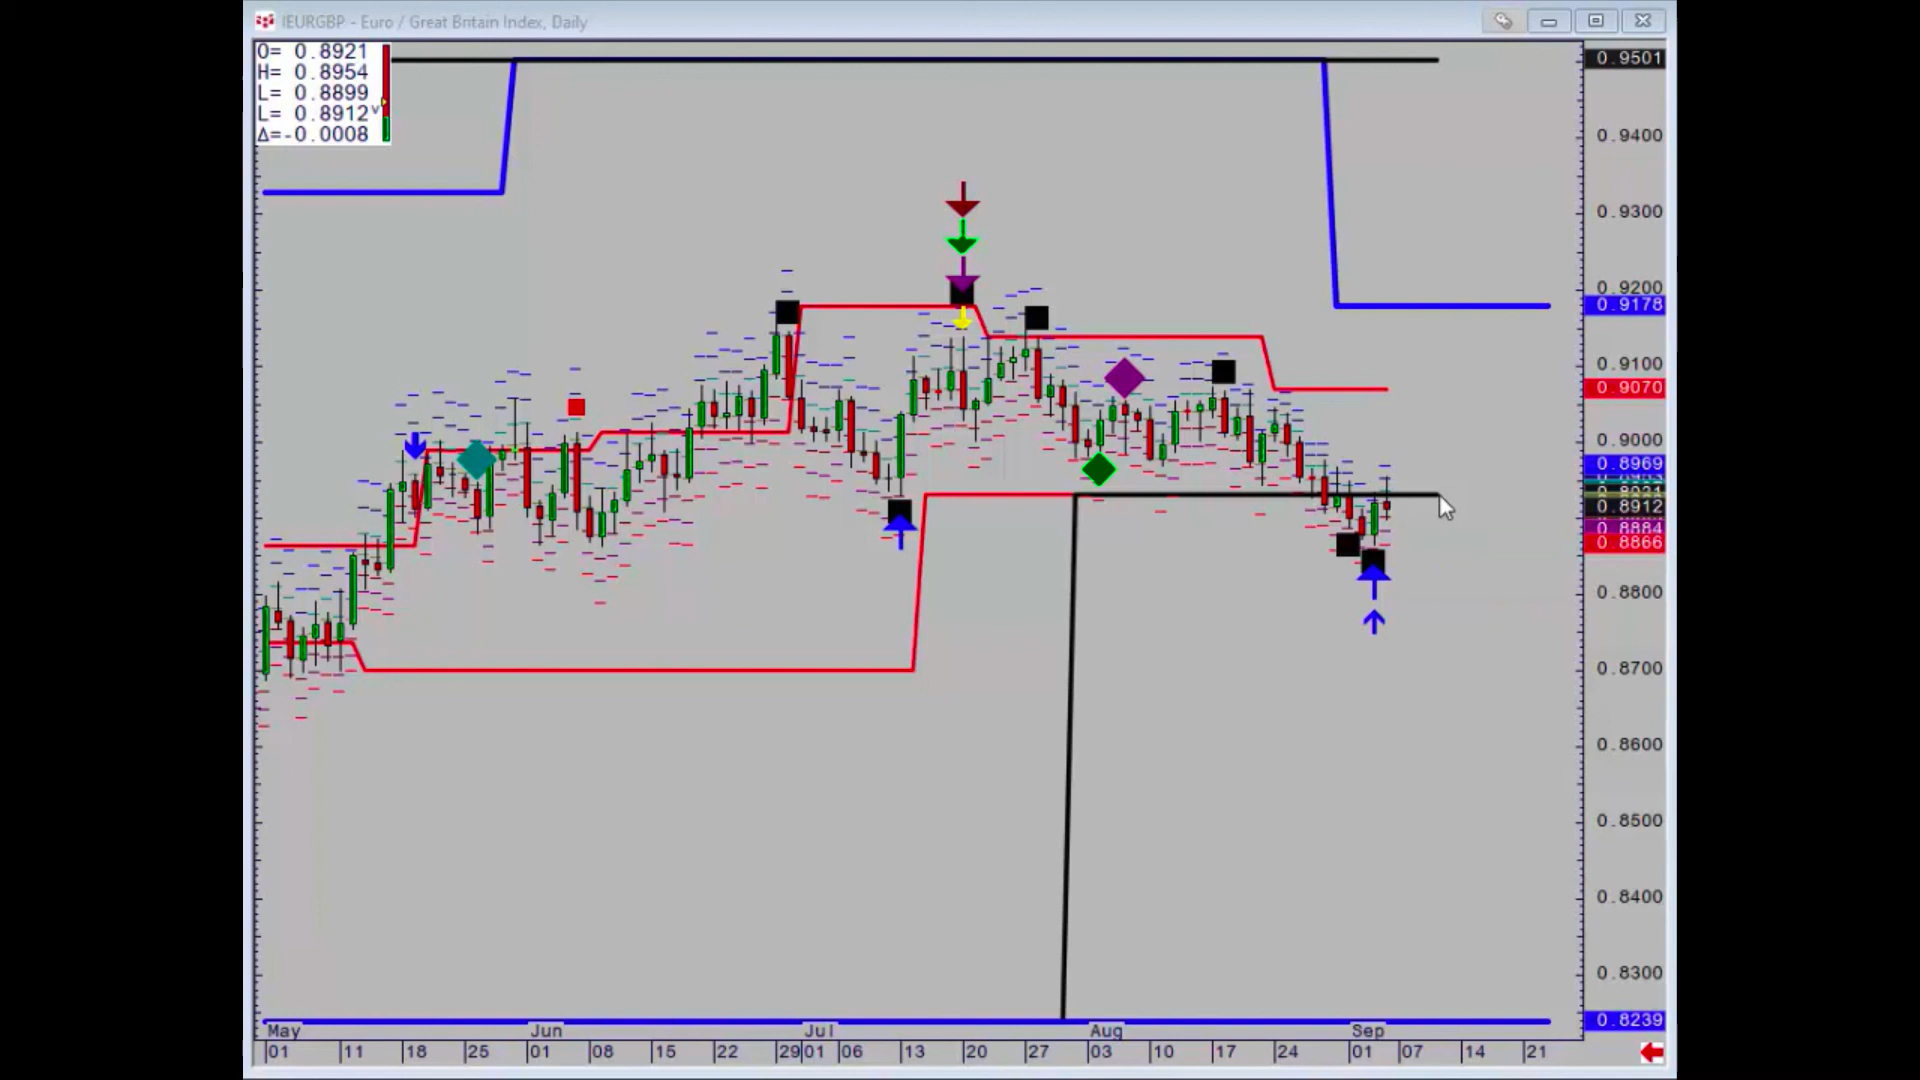 IEURGBP - Euro / Great Britain Index, Daily
O= 0.8921
H= 0.8954
L= 0.8899
L= 0.8912v
Δ=-0.0008
0.9501
0.9400
0.9300
0.9200
0.9178
0.9100
0.9070
0.9000
0.8969
0.8912
0.8884
0.8866
0.8800
0.8700
0.8600
0.8500
0.8400
0.8300
0.8239
May Jun Jul Aug Sep
01 11 18 25 01 08 15 22 29 01 06 13 20 27 03 10 17 24 01 07 14 21